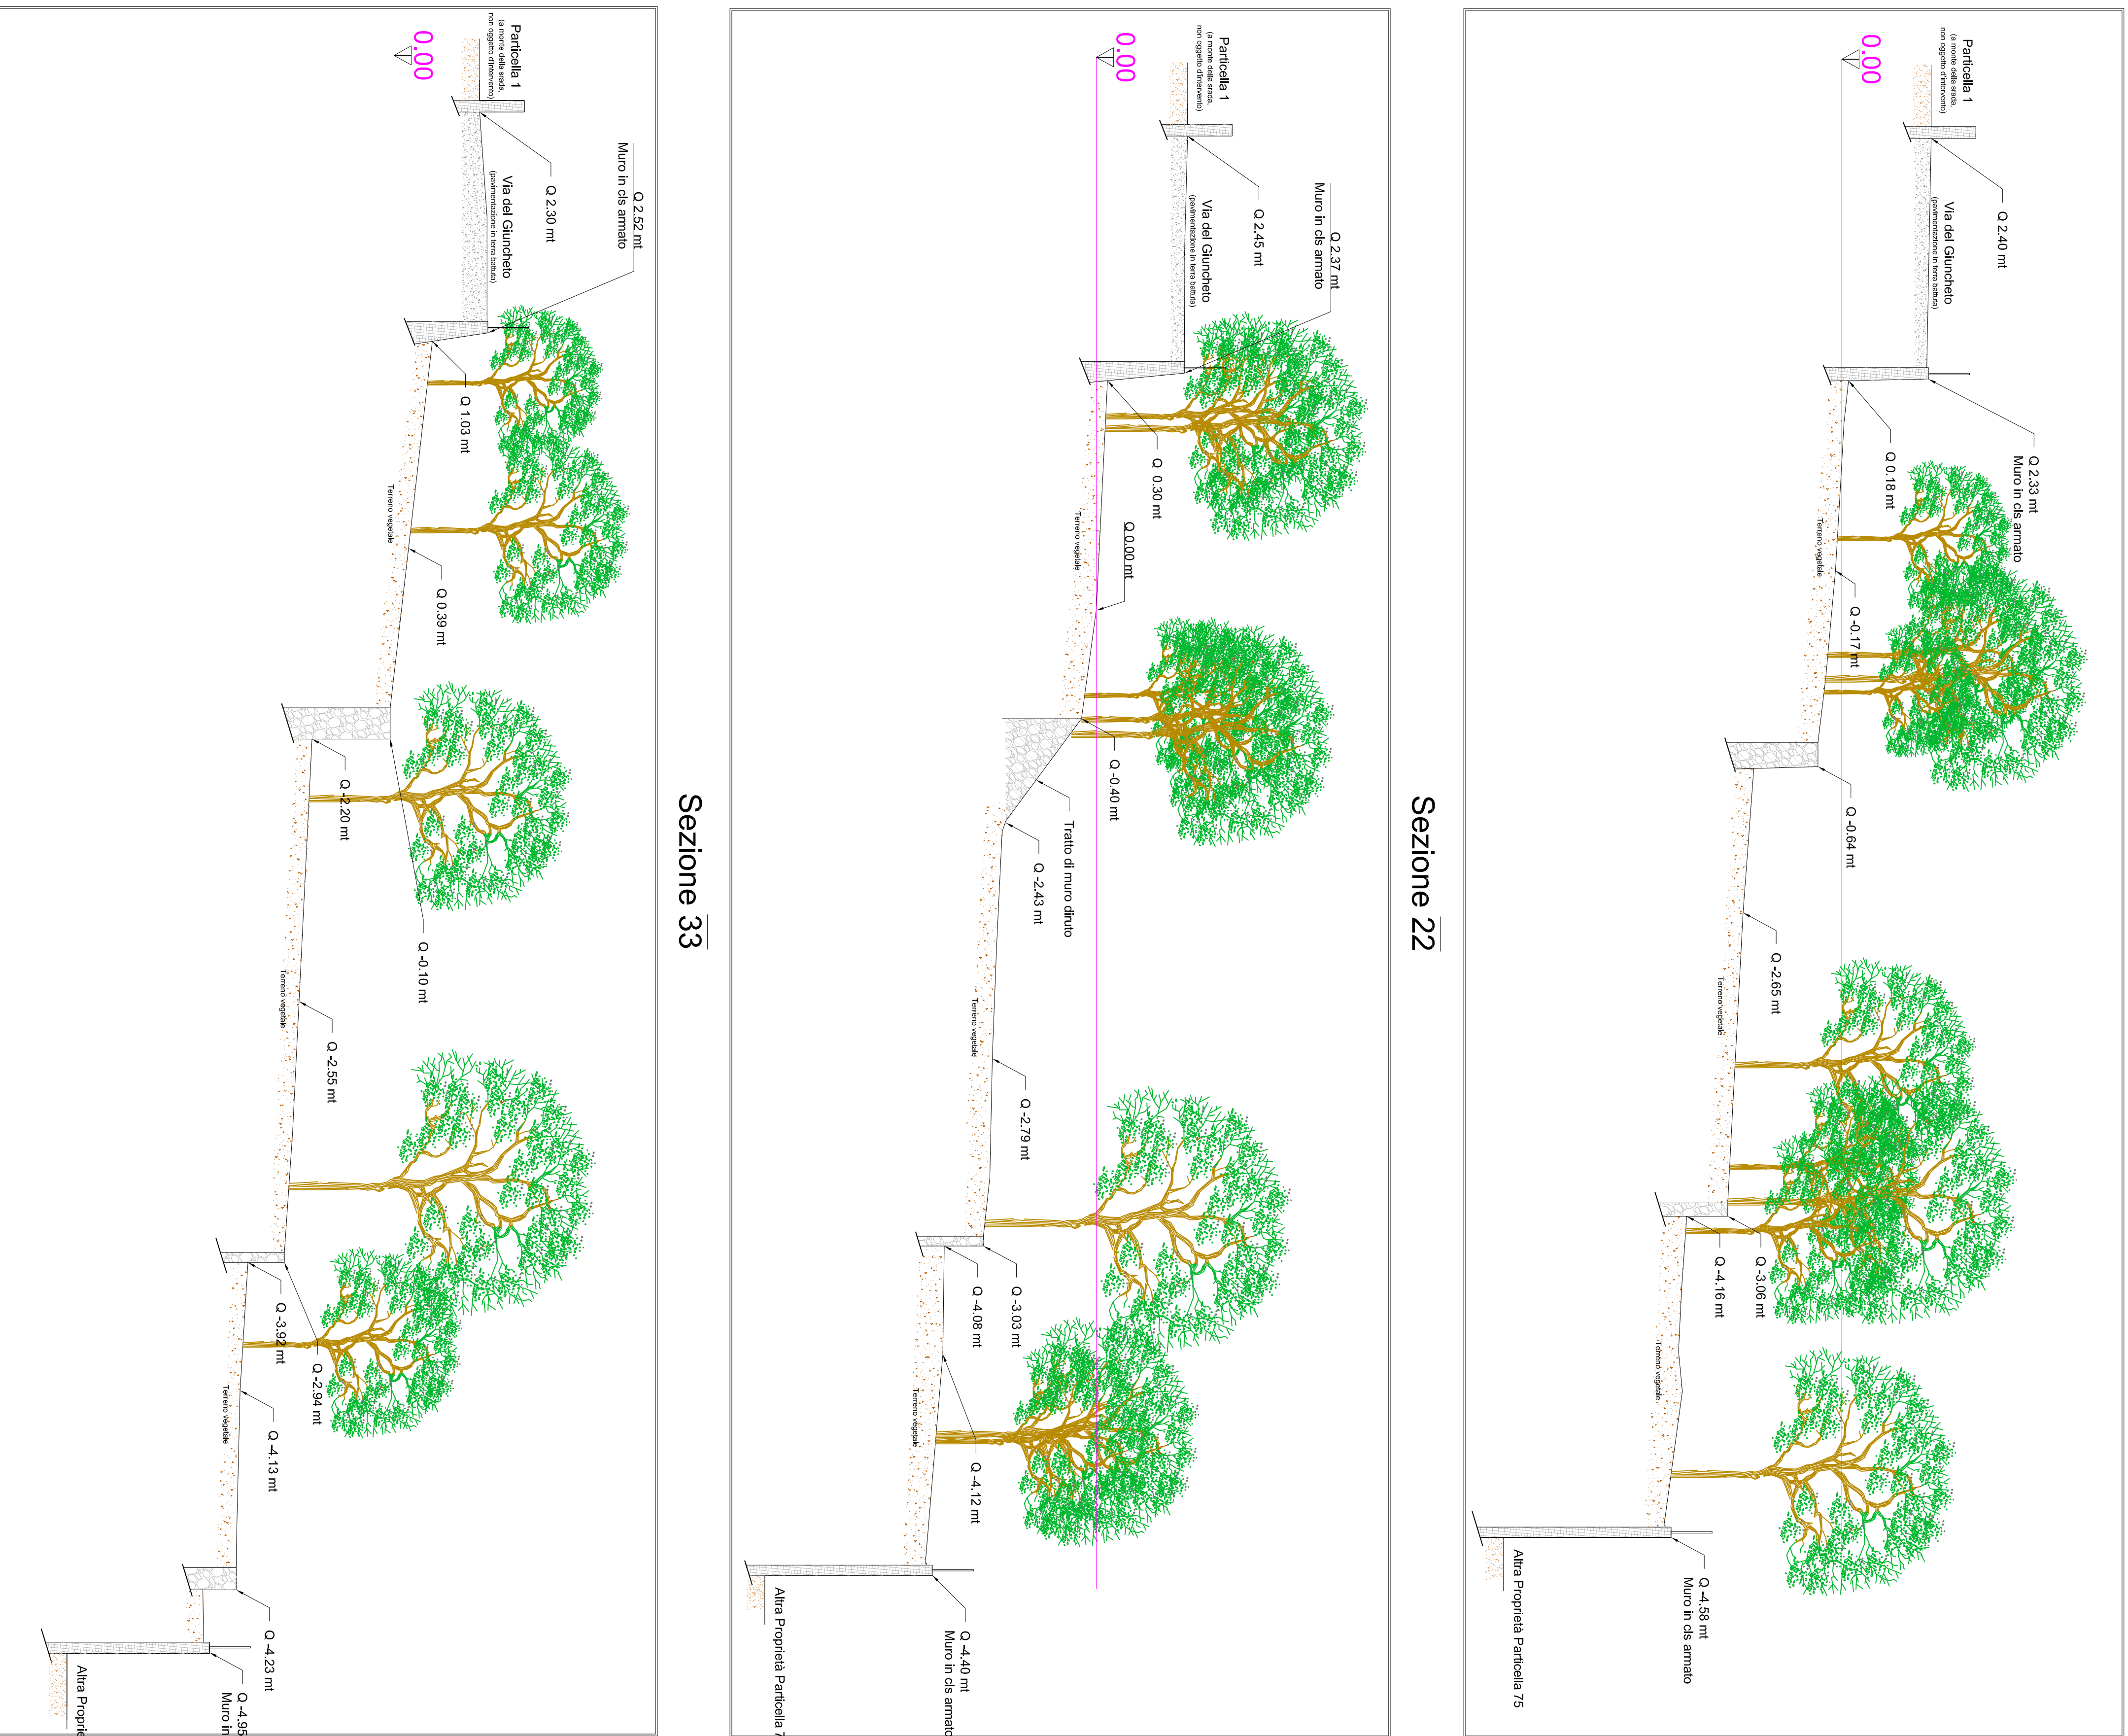 0.00
Particella 1
(a monte della srada,
non oggetto d'intervento)
Q 2.40 mt
Via del Giuncheto
(pavimentazione in terra battuta)
Q 2.33 mt
Muro in cls armato
Q 0.18 mt
Terreno vegetale
Q -0.17 mt
Q -0.64 mt
Q -2.65 mt
Terreno vegetale
Q -3.06 mt
Q -4.16 mt
Terreno vegetale
Q -4.58 mt
Muro in cls armato
Altra Proprietà Particella 75
Sezione 22
0.00
Particella 1
(a monte della srada,
non oggetto d'intervento)
Q 2.45 mt
Via del Giuncheto
(pavimentazione in terra battuta)
Q 2.37 mt
Muro in cls armato
Q 0.30 mt
Terreno vegetale
Q 0.00 mt
Q -0.40 mt
Tratto di muro diruto
Q -2.43 mt
Terreno vegetale
Q -2.79 mt
Q -3.03 mt
Q -4.08 mt
Terreno vegetale
Q -4.12 mt
Q -4.40 mt
Muro in cls armato
Altra Proprietà Particella 7
Sezione 33
0.00
Particella 1
(a monte della srada,
non oggetto d'intervento)
Q 2.30 mt
Via del Giuncheto
(pavimentazione in terra battuta)
Q 2.52 mt
Muro in cls armato
Q 1.03 mt
Terreno vegetale
Q 0.39 mt
Q -0.10 mt
Q -2.20 mt
Terreno vegetale
Q -2.55 mt
Q -2.94 mt
Q -3.92 mt
Terreno vegetale
Q -4.13 mt
Q -4.23 mt
Q -4.95
Muro in
Altra Proprie